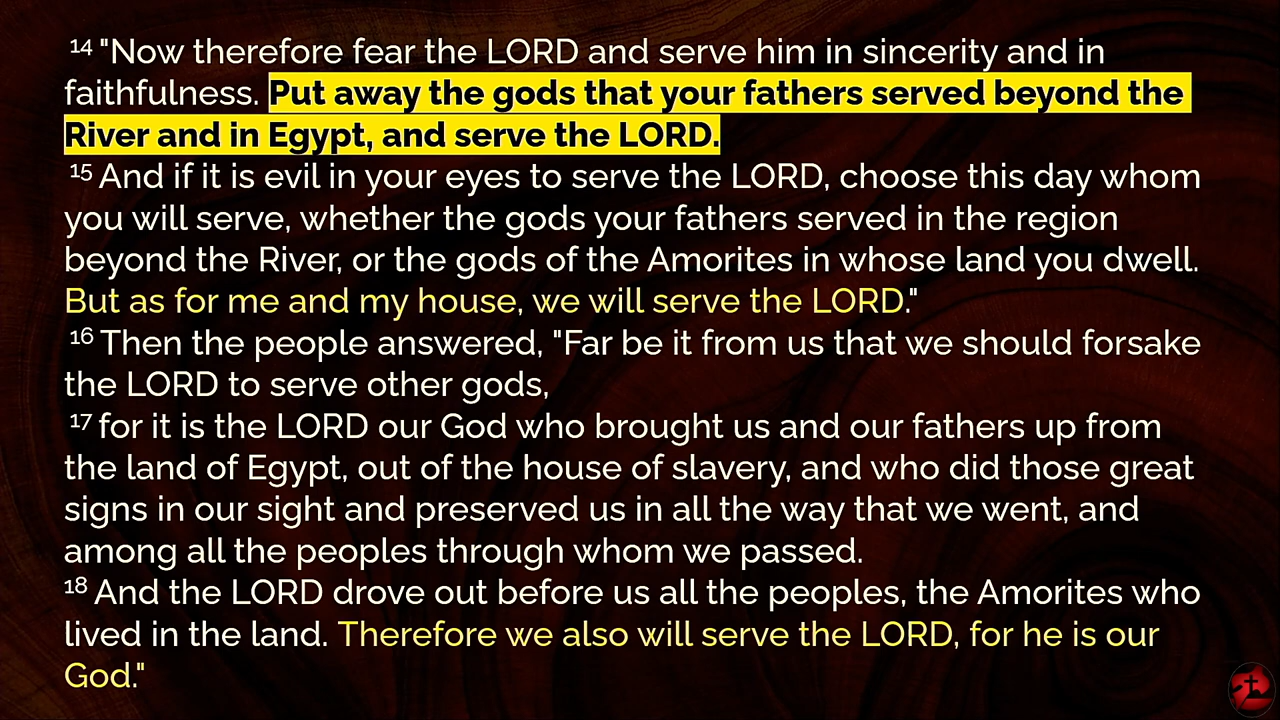 14 "Now therefore fear the LORD and serve him in sincerity and in
faithfulness. Put away the gods that your fathers served beyond the
River and in Egypt, and serve the LORD.
15 And if it is evil in your eyes to serve the LORD, choose this day whom
you will serve, whether the gods your fathers served in the region
beyond the River, or the gods of the Amorites in whose land you dwell.
But as for me and my house, we will serve the LORD."
16 Then the people answered, "Far be it from us that we should forsake
the LORD to serve other gods,
17 for it is the LORD our God who brought us and our fathers up from
the land of Egypt, out of the house of slavery, and who did those great
signs in our sight and preserved us in all the way that we went, and
among all the peoples through whom we passed.
18 And the LORD drove out before us all the peoples, the Amorites who
lived in the land. Therefore we also will serve the LORD, for he is our
God."